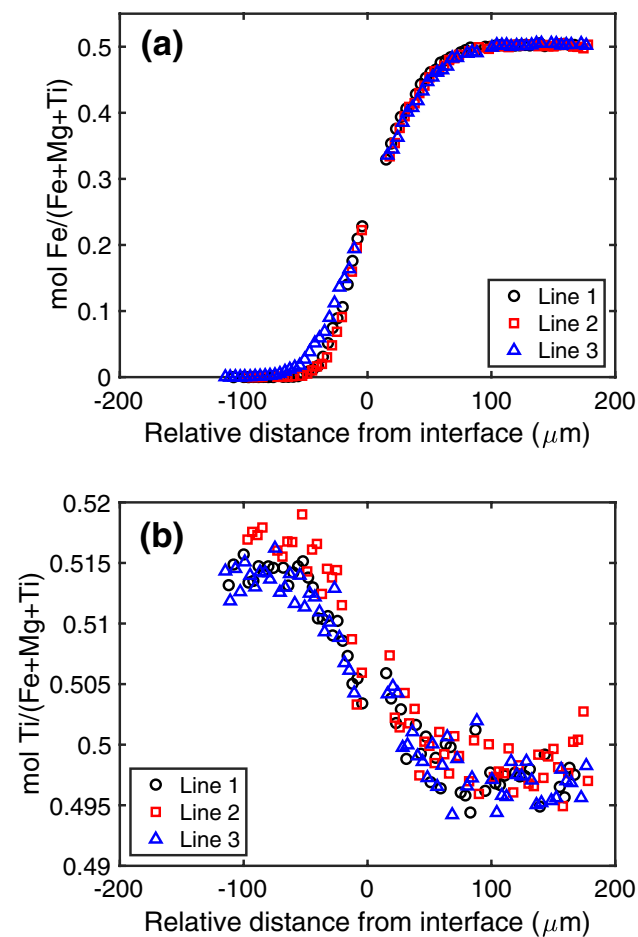 (a)
mol Fe/(Fe+Mg+Ti)
0.5
0.4
0.3
0.2
0.1
0
-200
-100
0
100
200
Line 1
Line 2
Line 3
Relative distance from interface (μm)
(b)
mol Ti/(Fe+Mg+Ti)
0.52
0.515
0.51
0.505
0.5
0.495
0.49
Line 1
Line 2
Line 3
-200
-100
0
100
200
Relative distance from interface (μm)